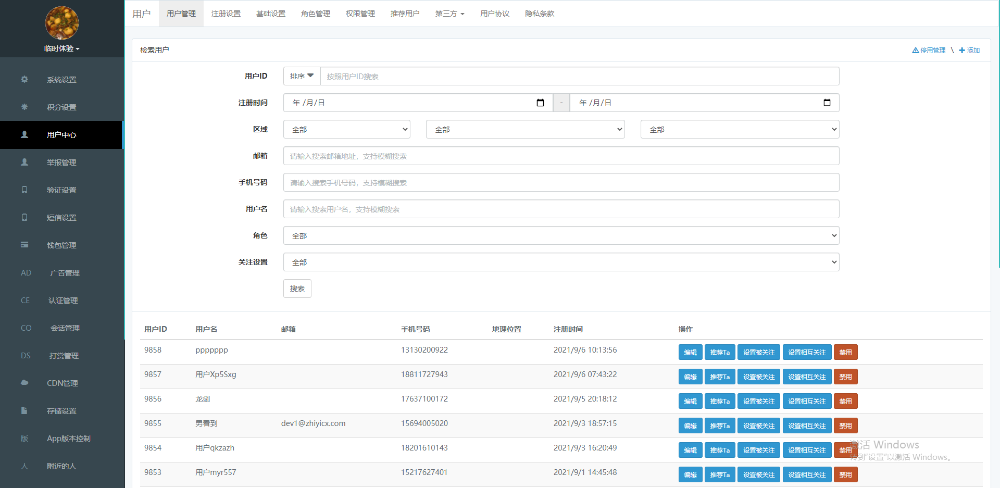 用户 用户管理 注册设置 基础设置 角色管理 权限管理 推荐用户 第三方 用户协议 隐私条款
临时体验
系统设置
积分设置
用户中心
举报管理
验证设置
短信设置
钱包管理
AD 广告管理
CE 认证管理
CO 会话管理
DS 打赏管理
CDN管理
存储设置
版 App版本控制
人 附近的人
检索用户 停用管理 \ 添加
用户ID 排序 按照用户ID搜索
注册时间 年 /月/日 - 年 /月/日
区域 全部 全部 全部
邮箱 请输入搜索邮箱地址，支持模糊搜索
手机号码 请输入搜索手机号码，支持模糊搜索
用户名 请输入搜索用户名，支持模糊搜索
角色 全部
关注设置 全部
搜索
用户ID 用户名 邮箱 手机号码 地理位置 注册时间 操作
9858 ppppppp 13130200922 2021/9/6 10:13:56 编辑 推荐Ta 设置被关注 设置相互关注 禁用
9857 用户Xp5Sxg 18811727943 2021/9/6 07:43:22 编辑 推荐Ta 设置被关注 设置相互关注 禁用
9856 龙剑 17637100172 2021/9/5 20:18:12 编辑 推荐Ta 设置被关注 设置相互关注 禁用
9855 男看到 dev1@zhiyicx.com 15694005020 2021/9/3 18:57:15 编辑 推荐Ta 设置被关注 设置相互关注 禁用
9854 用户qkzazh 18201610143 2021/9/3 16:20:49 编辑 推荐Ta 设置被关注 设置相互关注 禁用
9853 用户myr557 15217627401 2021/9/1 14:45:48 编辑 推荐Ta 设置被关注 设置相互关注 禁用
激活 Windows
转到"设置"以激活 Windows。